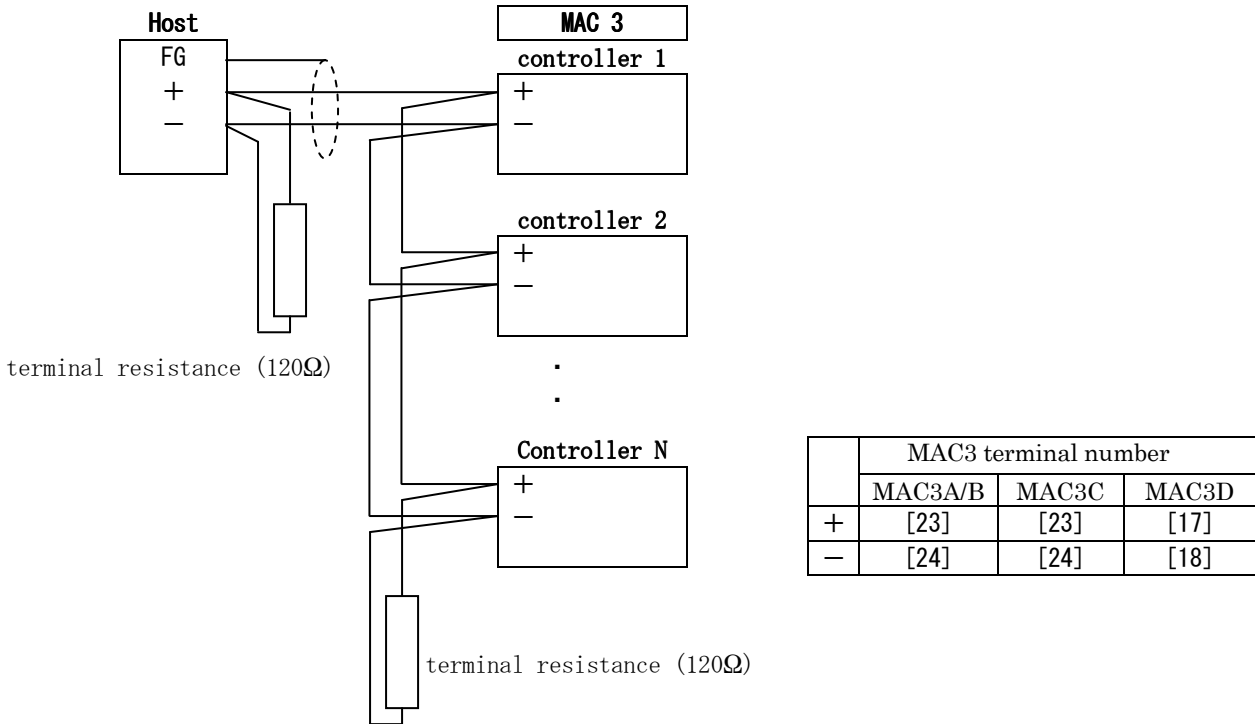 Host
FG
+
−
terminal resistance (120Ω)
MAC 3
controller 1
+
−
controller 2
+
−
.
.
Controller N
+
−
terminal resistance (120Ω)
MAC3 terminal number
MAC3A/B MAC3C MAC3D
+ [23] [23] [17]
− [24] [24] [18]